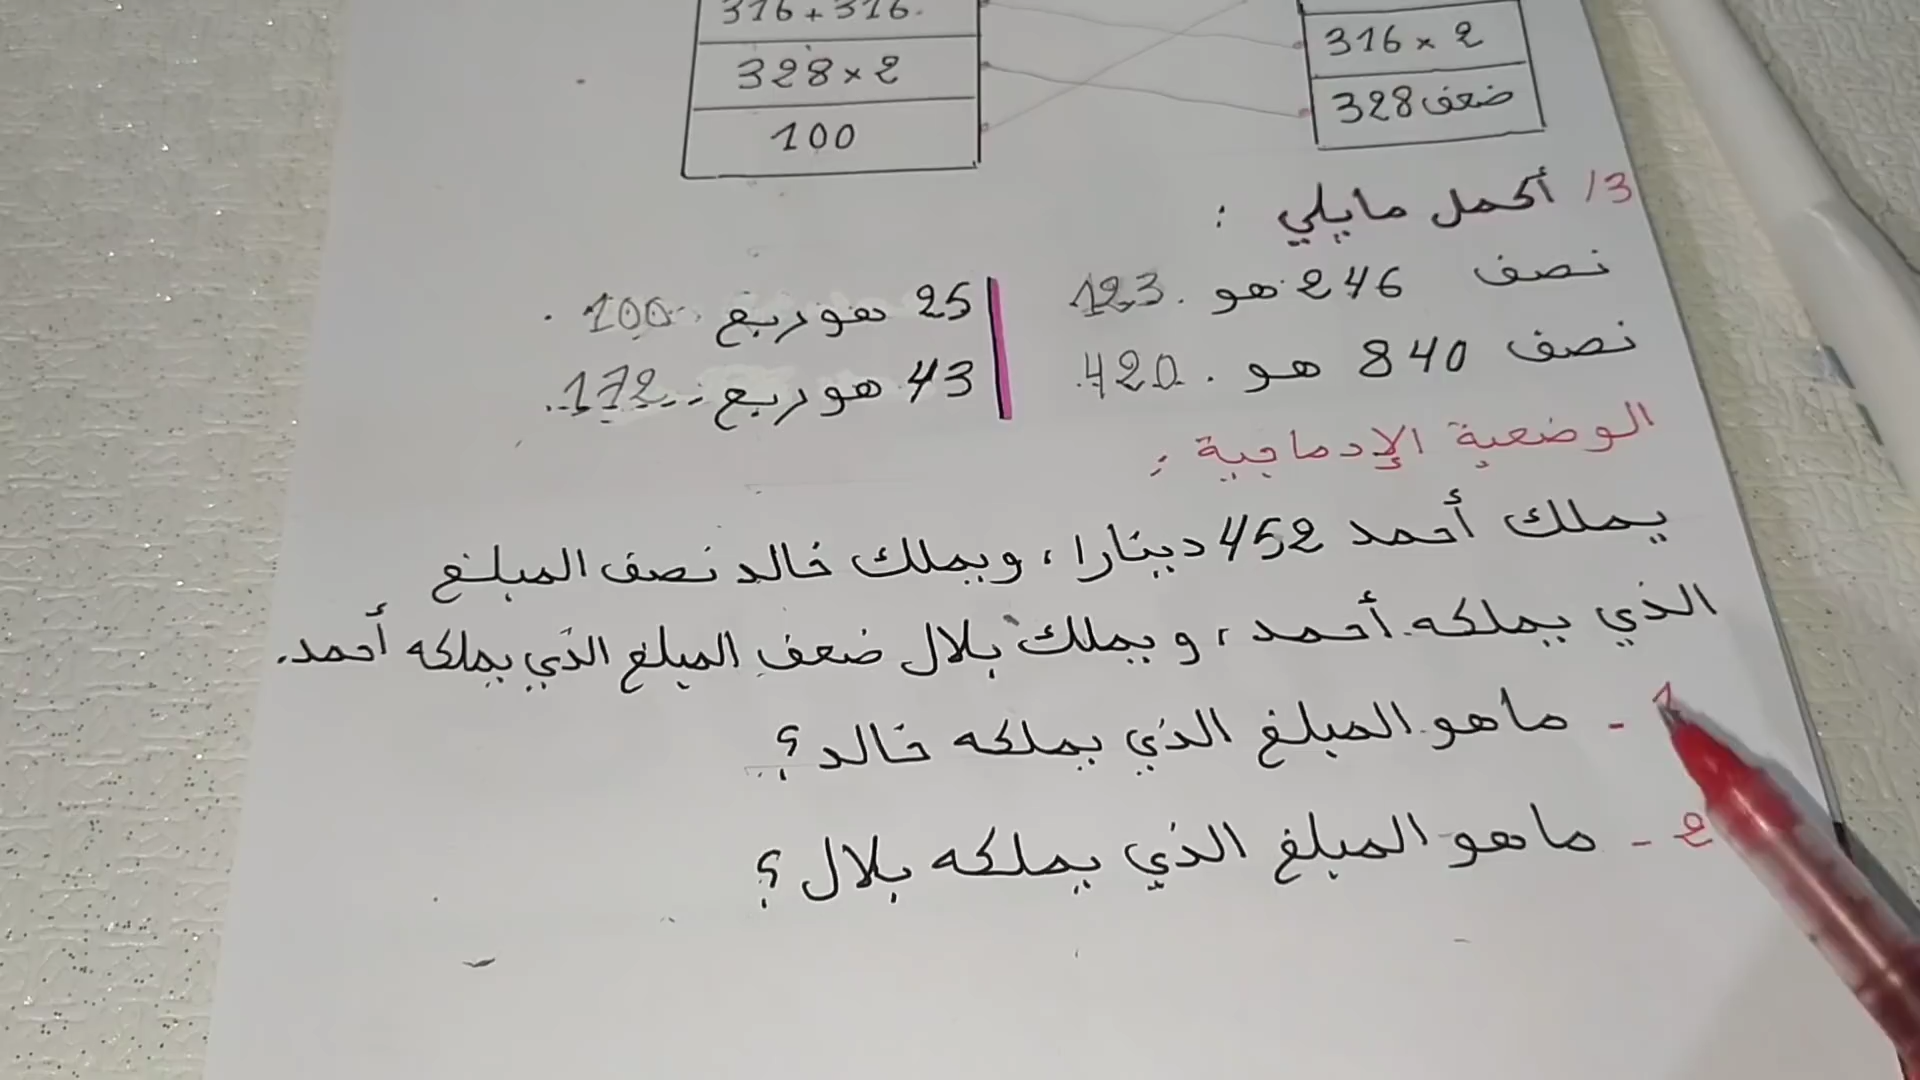 316 + 316
328 × 2
100
316 × 2
ضعف 328
3/ أكمل مايلي :
نصف 246 هو 123
نصف 840 هو 420
25 هو ربع 100
43 هو ربع 172
الوضعية الإدماجية :
يملك أحمد 452 دينارا، ويملك خالد نصف المبلغ
الذي يملكه أحمد، ويملك بلال ضعف المبلغ الذي يملكه أحمد.
1 - ماهو المبلغ الذي يملكه خالد؟
2 - ماهو المبلغ الذي يملكه بلال؟